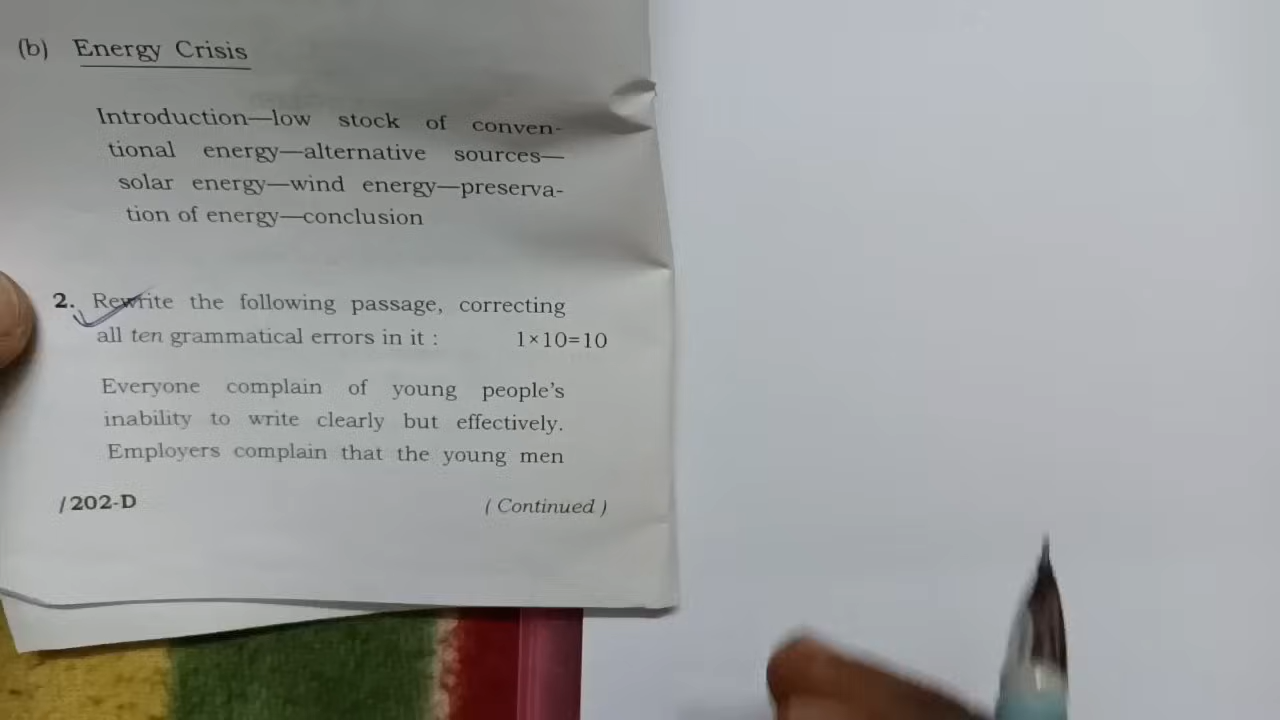 (b) Energy Crisis
Introduction—low stock of conven-
tional energy—alternative sources—
solar energy—wind energy—preserva-
tion of energy—conclusion
2. Rewrite the following passage, correcting
all ten grammatical errors in it : 1×10=10
Everyone complain of young people's
inability to write clearly but effectively.
Employers complain that the young men
/202-D ( Continued )